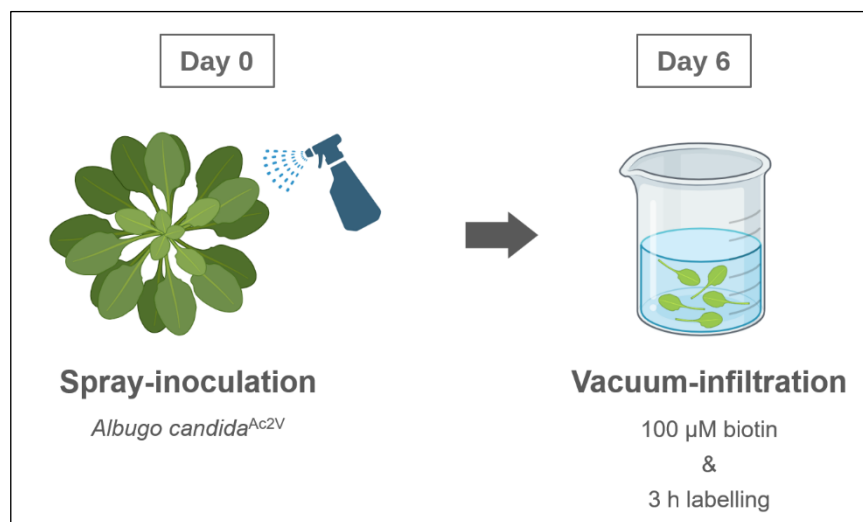 Day 0
Day 6
Spray-inoculation
Albugo candidaAc2V
Vacuum-infiltration
100 µM biotin
&
3 h labelling